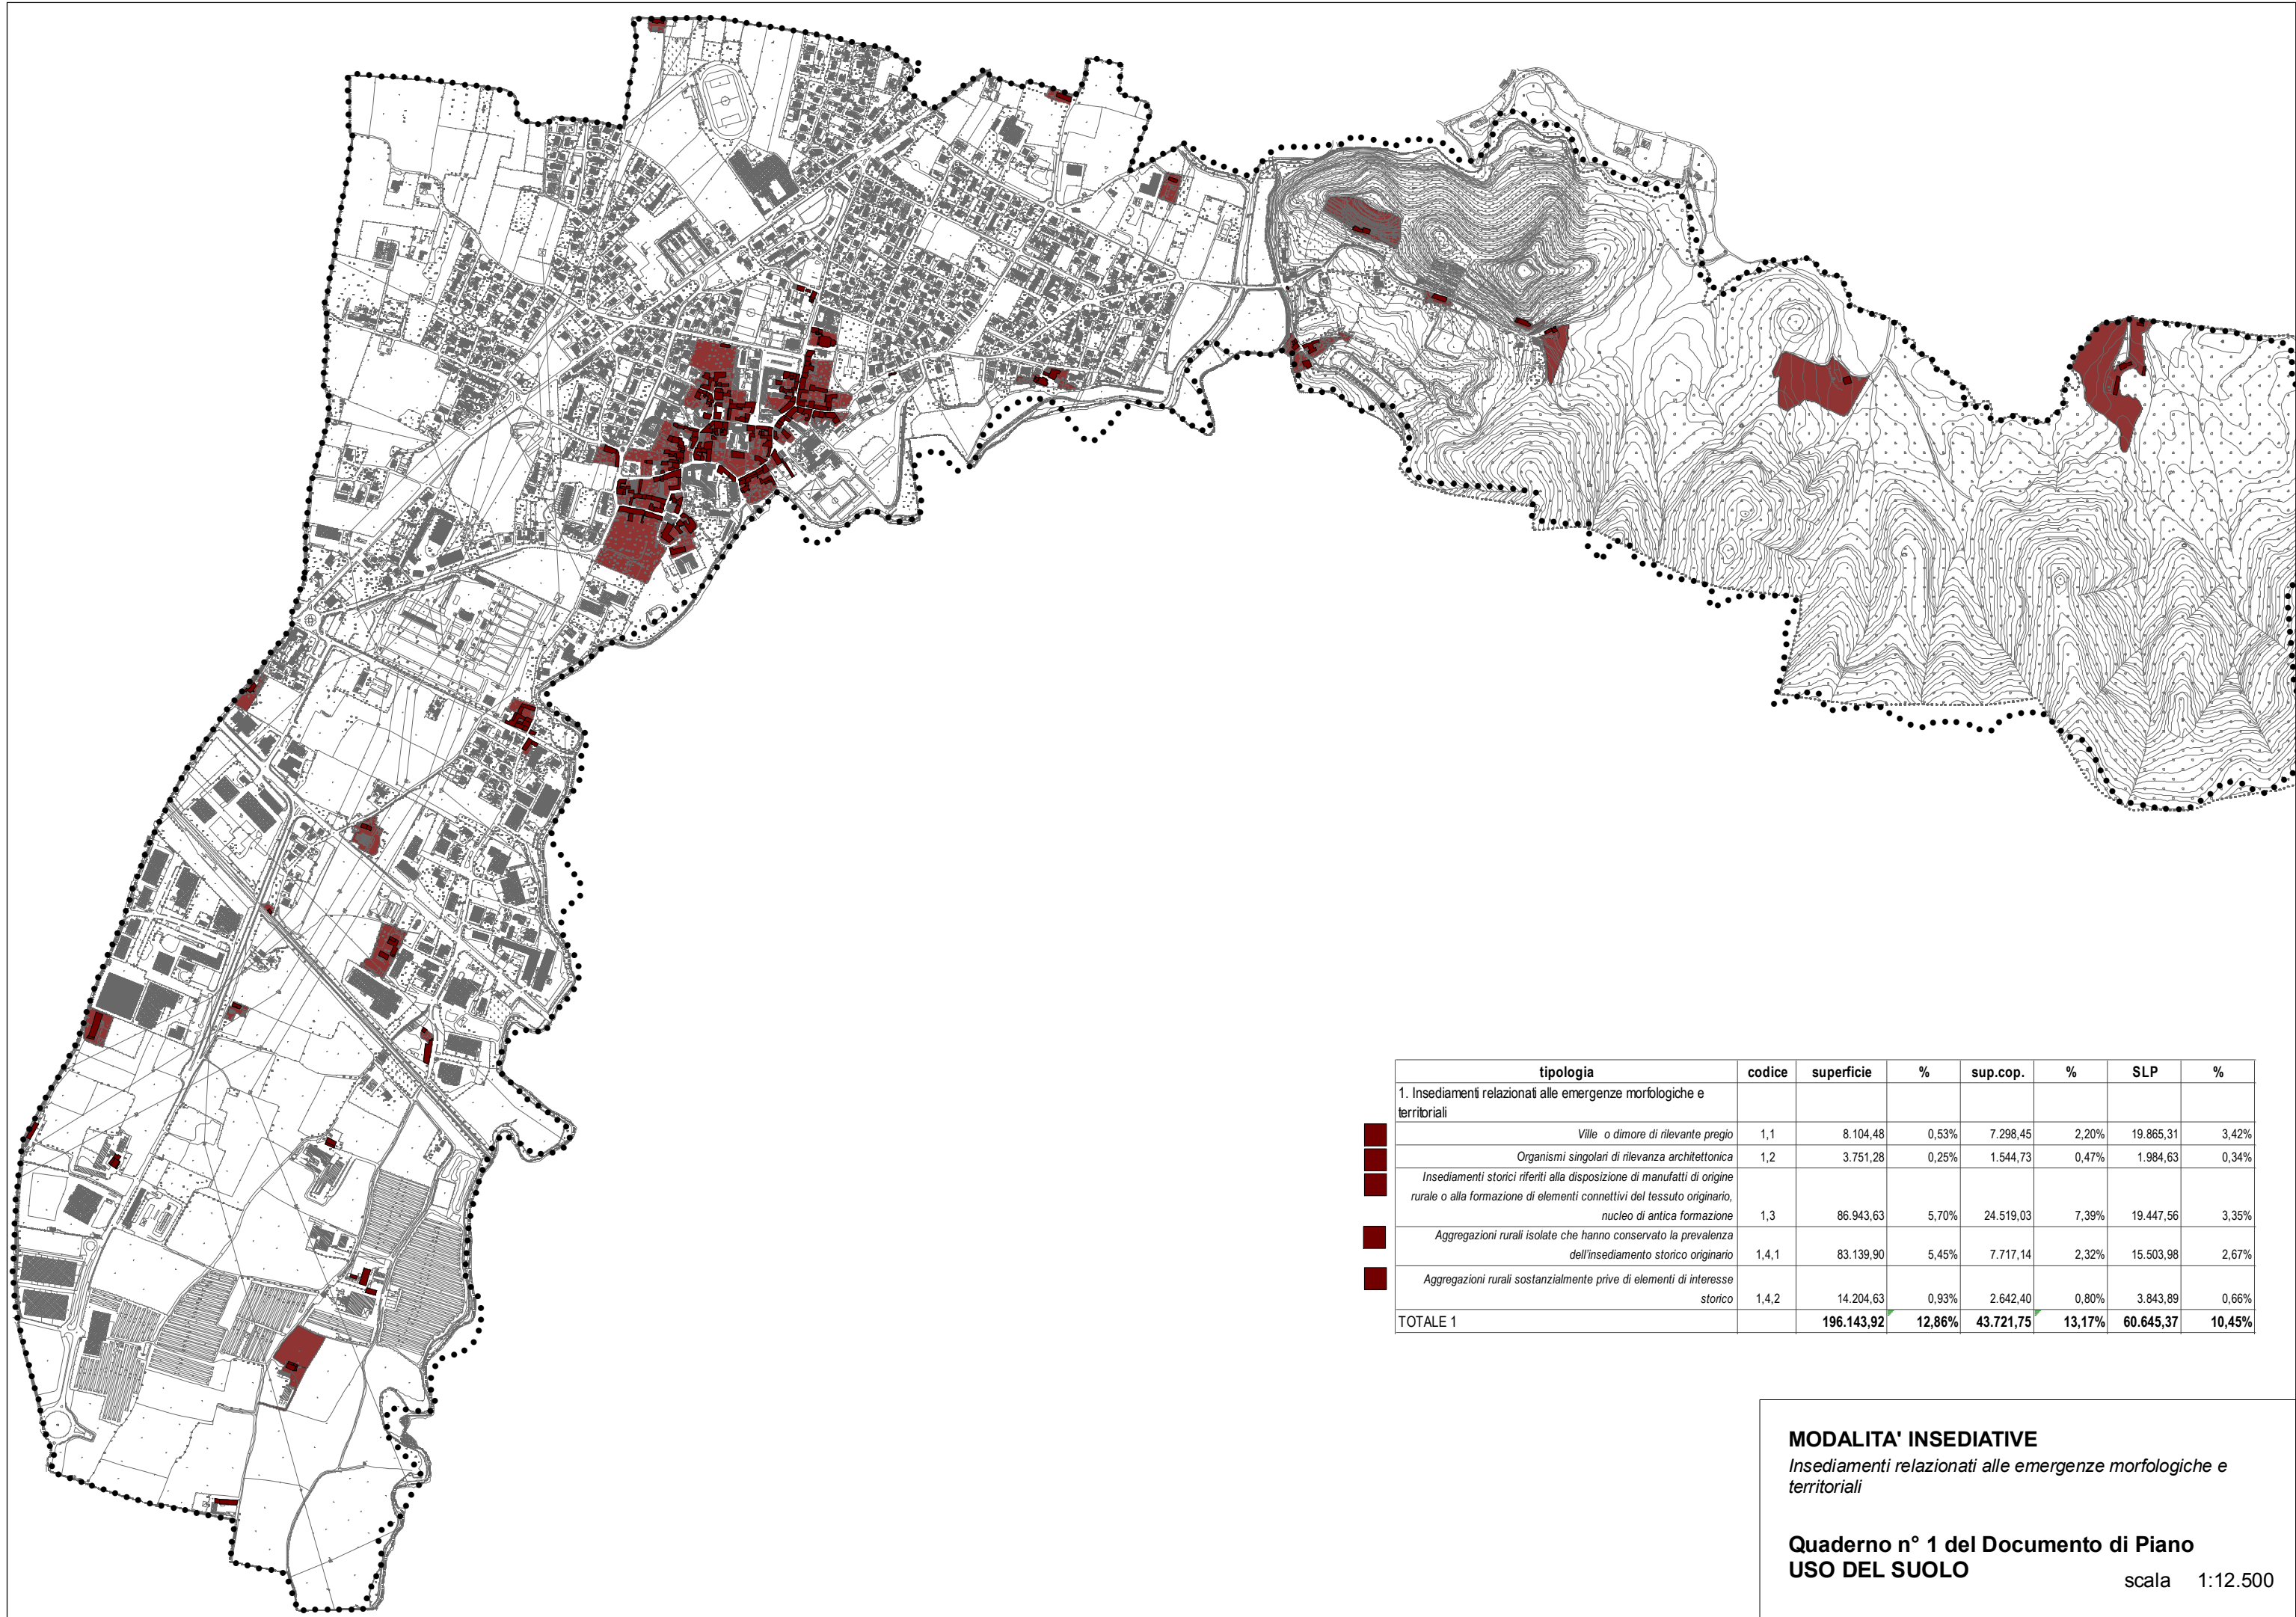 tipologia codice superficie % sup.cop. % SLP %
1. Insediamenti relazionati alle emergenze morfologiche e
territoriali
Ville o dimore di rilevante pregio 1,1 8.104,48 0,53% 7.298,45 2,20% 19.865,31 3,42%
Organismi singolari di rilevanza architettonica 1,2 3.751,28 0,25% 1.544,73 0,47% 1.984,63 0,34%
Insediamenti storici riferiti alla disposizione di manufatti di origine
rurale o alla formazione di elementi connettivi del tessuto originario,
nucleo di antica formazione 1,3 86.943,63 5,70% 24.519,03 7,39% 19.447,56 3,35%
Aggregazioni rurali isolate che hanno conservato la prevalenza
dell'insediamento storico originario 1,4,1 83.139,90 5,45% 7.717,14 2,32% 15.503,98 2,67%
Aggregazioni rurali sostanzialmente prive di elementi di interesse
storico 1,4,2 14.204,63 0,93% 2.642,40 0,80% 3.843,89 0,66%
TOTALE 1 196.143,92 12,86% 43.721,75 13,17% 60.645,37 10,45%
MODALITA' INSEDIATIVE
Insediamenti relazionati alle emergenze morfologiche e
territoriali
Quaderno n° 1 del Documento di Piano
USO DEL SUOLO
scala 1:12.500